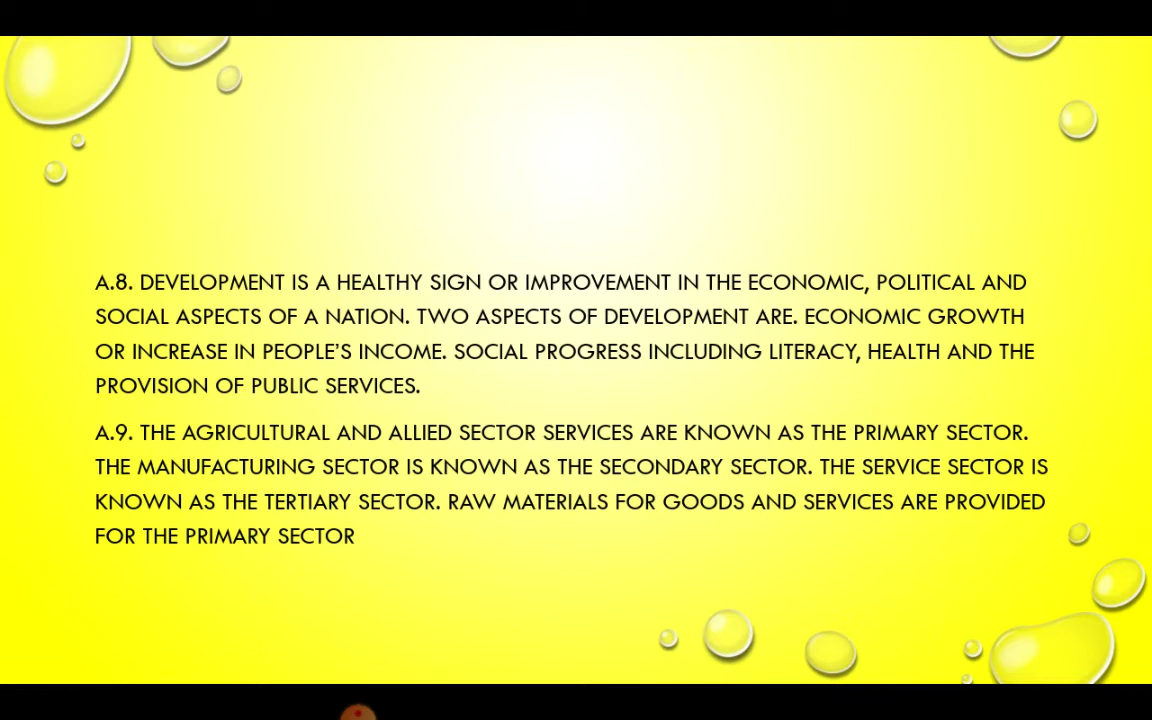 A.8. DEVELOPMENT IS A HEALTHY SIGN OR IMPROVEMENT IN THE ECONOMIC, POLITICAL AND
SOCIAL ASPECTS OF A NATION. TWO ASPECTS OF DEVELOPMENT ARE. ECONOMIC GROWTH
OR INCREASE IN PEOPLE'S INCOME. SOCIAL PROGRESS INCLUDING LITERACY, HEALTH AND THE
PROVISION OF PUBLIC SERVICES.
A.9. THE AGRICULTURAL AND ALLIED SECTOR SERVICES ARE KNOWN AS THE PRIMARY SECTOR.
THE MANUFACTURING SECTOR IS KNOWN AS THE SECONDARY SECTOR. THE SERVICE SECTOR IS
KNOWN AS THE TERTIARY SECTOR. RAW MATERIALS FOR GOODS AND SERVICES ARE PROVIDED
FOR THE PRIMARY SECTOR